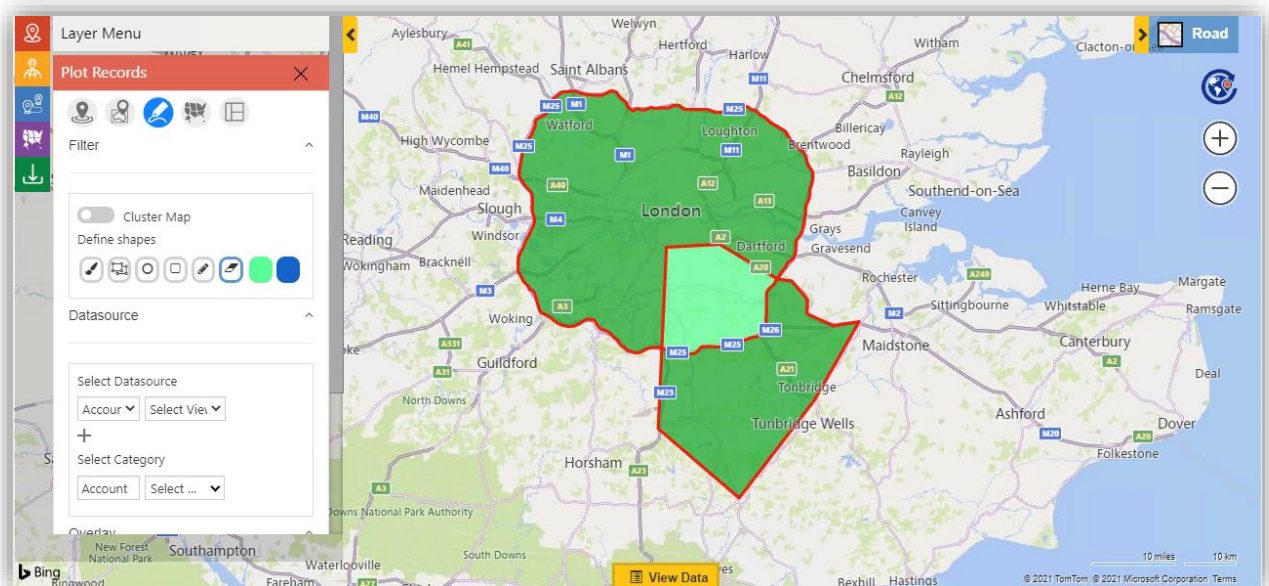 Layer Menu
Plot Records
Filter
Cluster Map
Define shapes
Datasource
Select Datasource
Accour
Select Viev
Select Category
Account
Select ...
Overlay
New Forest
National Park
Southampton
Bing
Ringwood
Fareham
Waterlooville
Downs National Park Authority
South Downs
Aylesbury
A41
Welwyn
Hertford
Harlow
Witham
Road
Hemel Hempstead
Saint Albans
M11
Chelmsford
A12
M40
M25
M1
M25
Watford
Loughton
Billericay
High Wycombe
M25
M1
M11
Brentwood
Rayleigh
M40
Basildon
Maidenhead
A40
A12
Southend-on-Sea
Slough
M4
London
A13
Canvey
Island
Reading
Windsor
A2
Dartford
Grays
Gravesend
Wokingham
Bracknell
A20
Rochester
A249
M3
Herne Bay
Margate
A3
Sittingbourne
Whitstable
Ramsgate
Woking
M26
M2
A331
M25
M25
Maidstone
Canterbury
Guildford
A2
A31
A21
Deal
M23
Tonbridge
North Downs
Tunbridge Wells
Ashford
M20
Dover
A20
Folkestone
Horsham
A23
A3
A27
View Data
Bexhill
Hastings
10 miles
10 km
© 2021 TomTom, © 2021 Microsoft Corporation
Terms